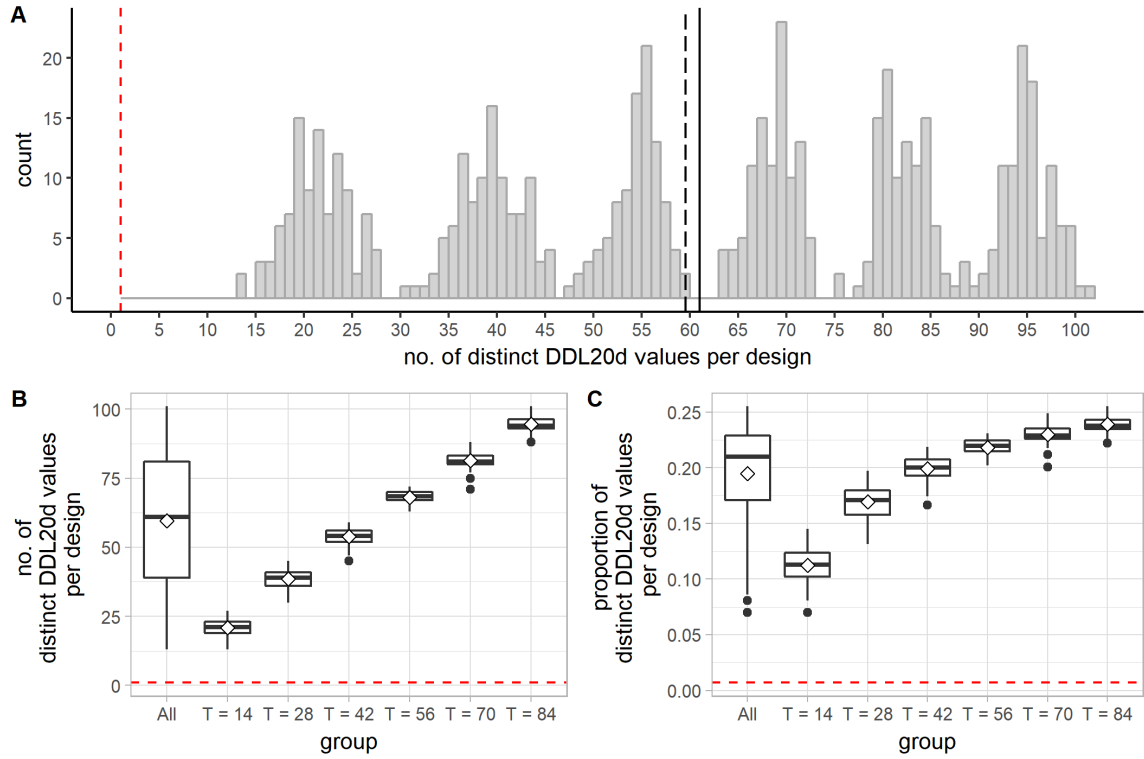 A
count
20
15
10
5
0
0 5 10 15 20 25 30 35 40 45 50 55 60 65 70 75 80 85 90 95 100
no. of distinct DDL20d values per design
B
no. of
distinct DDL20d values
per design
100
75
50
25
0
All T = 14 T = 28 T = 42 T = 56 T = 70 T = 84
group
C
proportion of
distinct DDL20d values
per design
0.25
0.20
0.15
0.10
0.05
0.00
All T = 14 T = 28 T = 42 T = 56 T = 70 T = 84
group